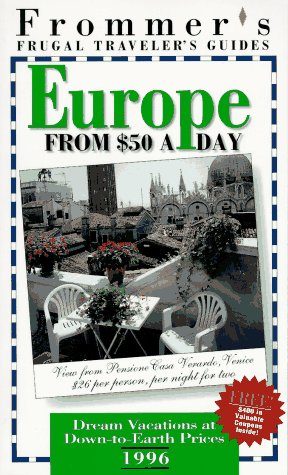 Frommer's
FRUGAL TRAVELER'S GUIDES
Europe
FROM $50 A DAY
View from Pensione Casa Verardo, Venice
$26 per person, per night for two
FREE
$400 in
Valuable
Coupons
Inside!
Dream Vacations at
Down-to-Earth Prices
1996